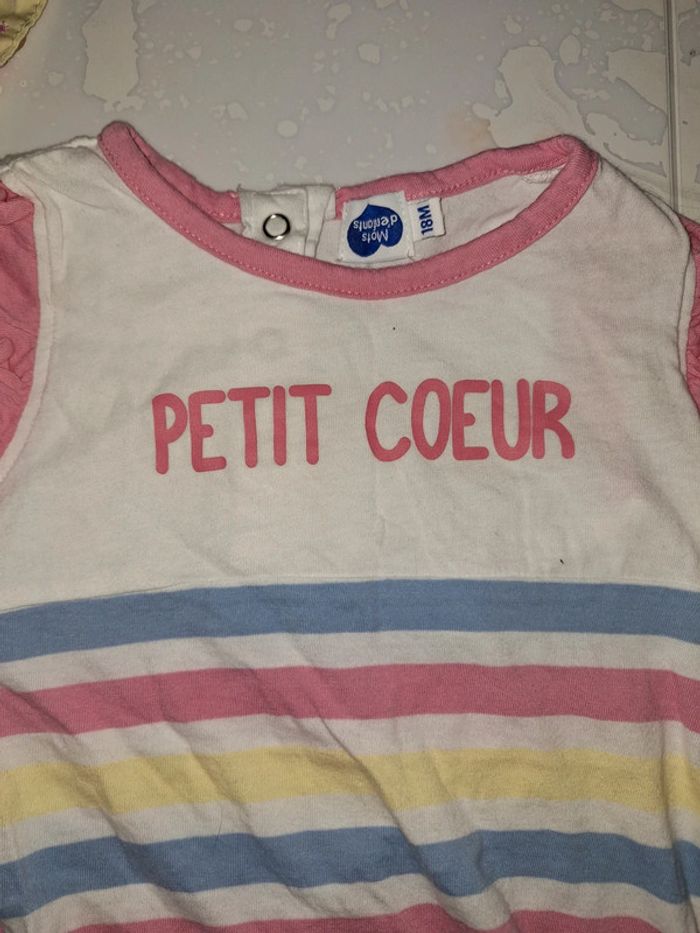 Mots
d'enfants
18M
PETIT COEUR